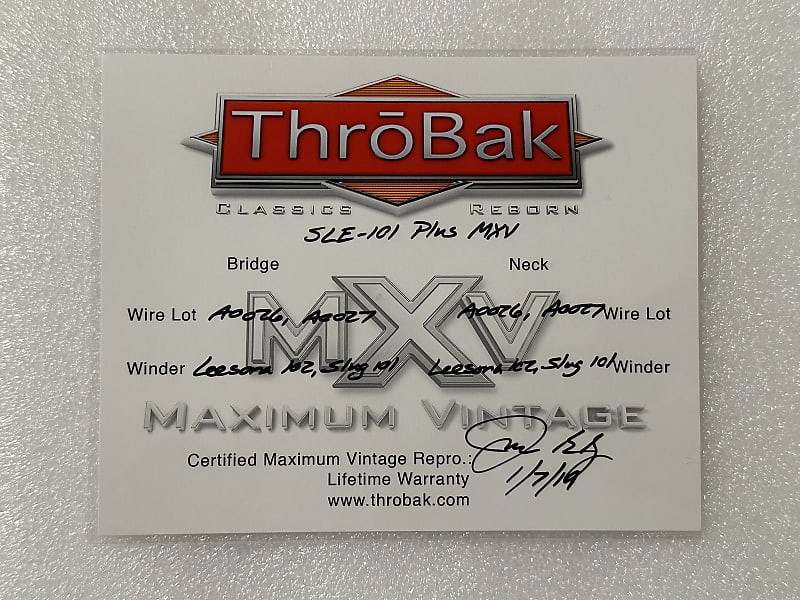 ThrōBak
CLASSICS REBORN
SLE-101 Plus MXV
Bridge Neck
Wire Lot A0026, A0027 A0026, A0027 Wire Lot
MXV
Winder Leesona 102, Slug 101 Leesona 102, Slug 101 Winder
MAXIMUM VINTAGE
Certified Maximum Vintage Repro.:
Lifetime Warranty 1/7/19
www.throbak.com